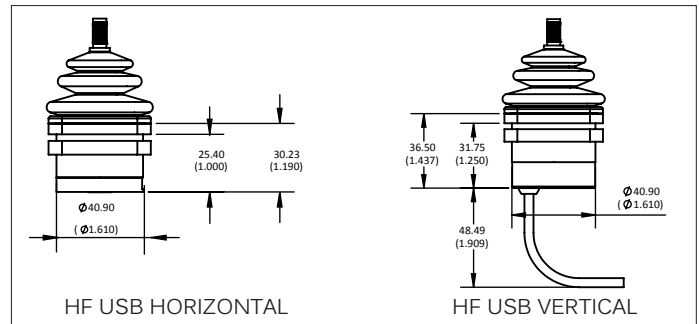 25.40
(1.000)
30.23
(1.190)
Ø40.90
(Ø1.610)
HF USB HORIZONTAL
36.50
(1.437)
31.75
(1.250)
Ø40.90
(Ø1.610)
48.49
(1.909)
HF USB VERTICAL